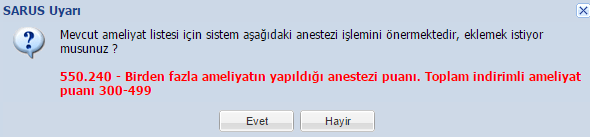 SARUS Uyarı
Mevcut ameliyat listesi için sistem aşağıdaki anestezi işlemini önermektedir, eklemek istiyor
musunuz ?
550.240 - Birden fazla ameliyatın yapıldığı anestezi puanı. Toplam indirimli ameliyat
puanı 300-499
Evet Hayir